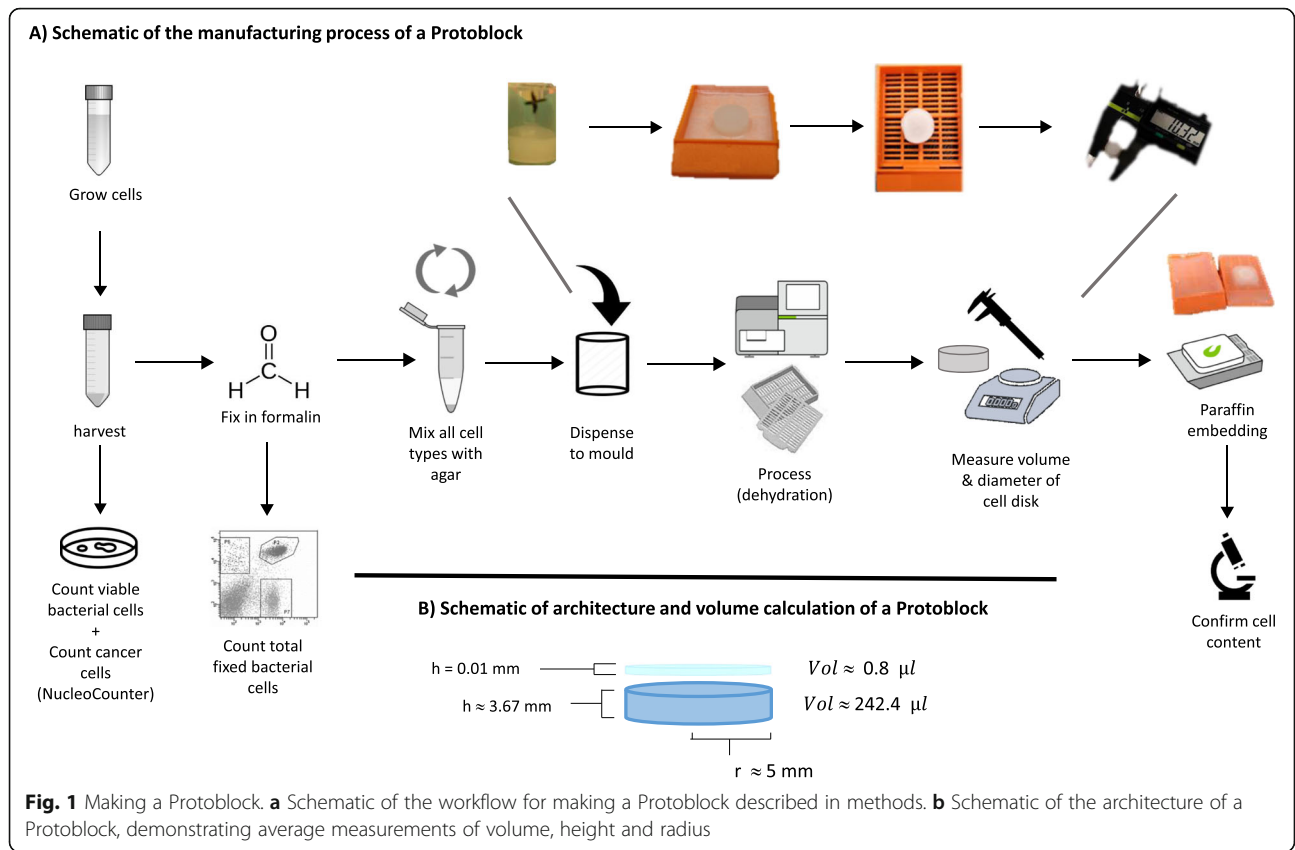 A) Schematic of the manufacturing process of a Protoblock
Grow cells
harvest
Fix in formalin
O
C
H
H
Mix all cell
types with
agar
Dispense
to mould
Process
(dehydration)
Measure volume
& diameter of
cell disk
Paraffin
embedding
Count viable
bacterial cells
+
Count cancer
cells
(NucleoCounter)
Count total
fixed bacterial
cells
Confirm cell
content
B) Schematic of architecture and volume calculation of a Protoblock
h = 0.01 mm
Vol ≈ 0.8 µl
h ≈ 3.67 mm
Vol ≈ 242.4 µl
r ≈ 5 mm
Fig. 1 Making a Protoblock. a Schematic of the workflow for making a Protoblock described in methods. b Schematic of the architecture of a
Protoblock, demonstrating average measurements of volume, height and radius